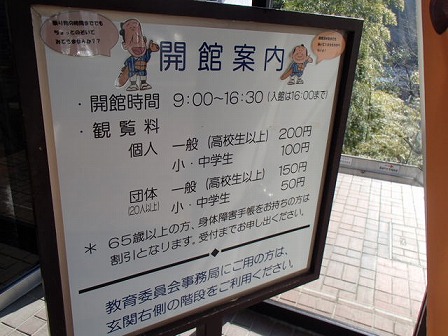 開館案内
・開館時間 9:00~16:30 (入館は16:00まで)
・観覧料
個人 一般 (高校生以上) 200円
小・中学生 100円
団体 一般 (高校生以上) 150円
(20人以上) 小・中学生 50円
* 65歳以上の方、身体障害手帳をお持ちの方は
割引となります。受付までお申し出ください。
教育委員会事務局にご用の方は、
玄関右側の階段をご利用ください。